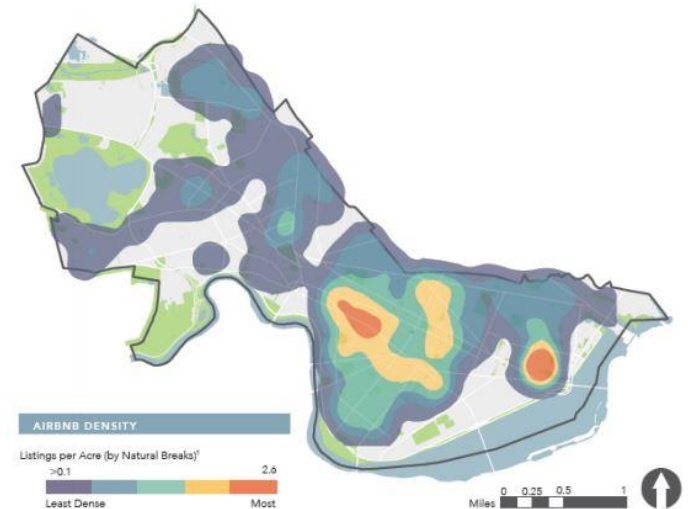 AIRBNB DENSITY
Listings per Acre (by Natural Breaks)¹
>0.1 2.6
Least Dense Most
Miles 0 0.25 0.5 1